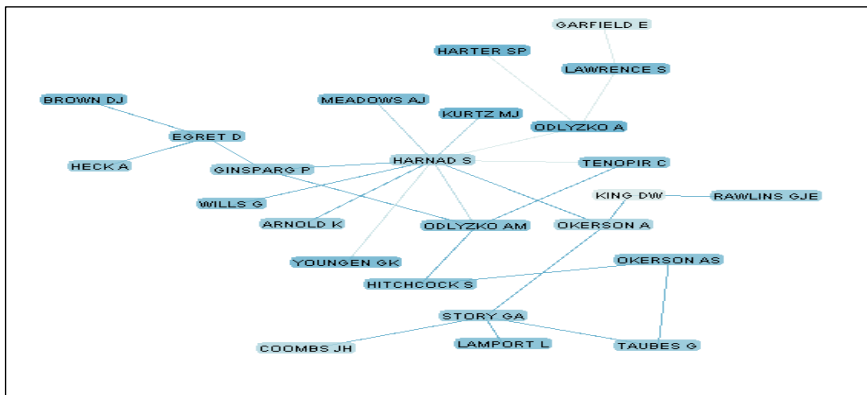 GARFIELD E
HARTER SP
LAWRENCE S
BROWN DJ
MEADOWS AJ
KURTZ MJ
ODLYZKO A
EGRET D
HECK A
GINSPARG P
HARNAD S
TENOPIR C
WILLS G
KING DW
RAWLINS GJE
ARNOLD K
ODLYZKO AM
OKERSON A
YOUNGEN GK
OKERSON AS
HITCHCOCK S
STORY GA
COOMBS JH
LAMPORT L
TAUBES G